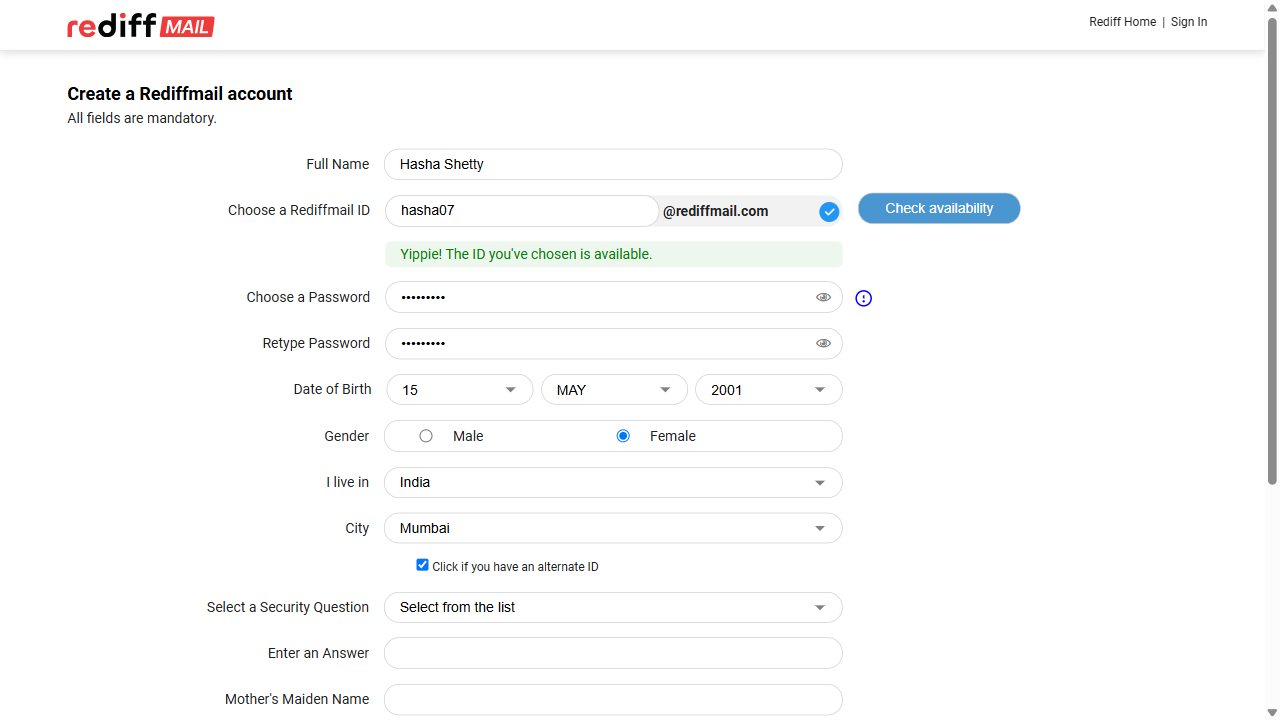 rediff MAIL
Rediff Home | Sign In
Create a Rediffmail account
All fields are mandatory.
Full Name Hasha Shetty
Choose a Rediffmail ID hasha07 @rediffmail.com Check availability
Yippie! The ID you've chosen is available.
Choose a Password •••••••••
Retype Password •••••••••
Date of Birth 15 MAY 2001
Gender Male Female
I live in India
City Mumbai
Click if you have an alternate ID
Select a Security Question Select from the list
Enter an Answer
Mother's Maiden Name